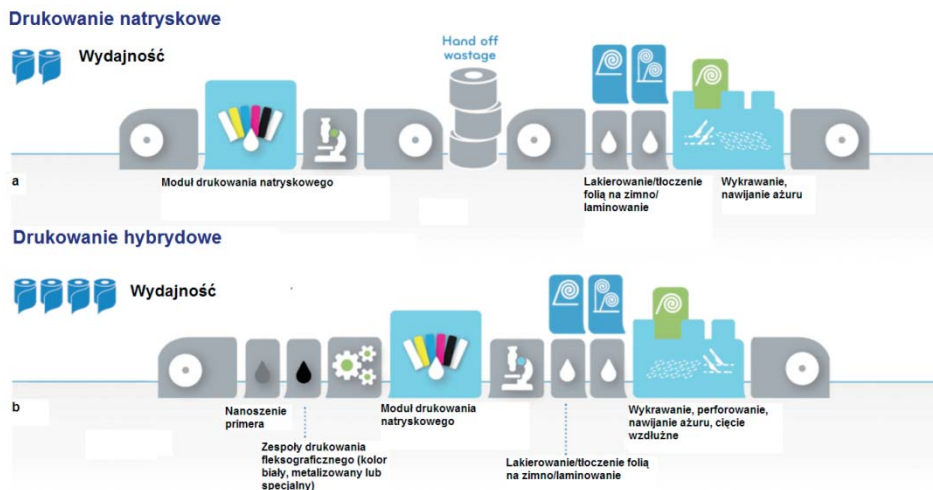 Drukowanie natryskowe
Wydajność
Hand off
wastage
a
Moduł drukowania natryskowego
Lakierowanie/tłoczenie
folią na zimno/
laminowanie
Wykrawanie,
nawijanie ażuru
Drukowanie hybrydowe
Wydajność
b
Nanoszenie
primera
Zespoły drukowania
fleksograficznego (kolor
biały, metalizowany lub
specjalny)
Moduł drukowania
natryskowego
Lakierowanie/tłoczenie folią
na zimno/laminowanie
Wykrawanie, perforowanie,
nawijanie ażuru, cięcie
wzdłużne